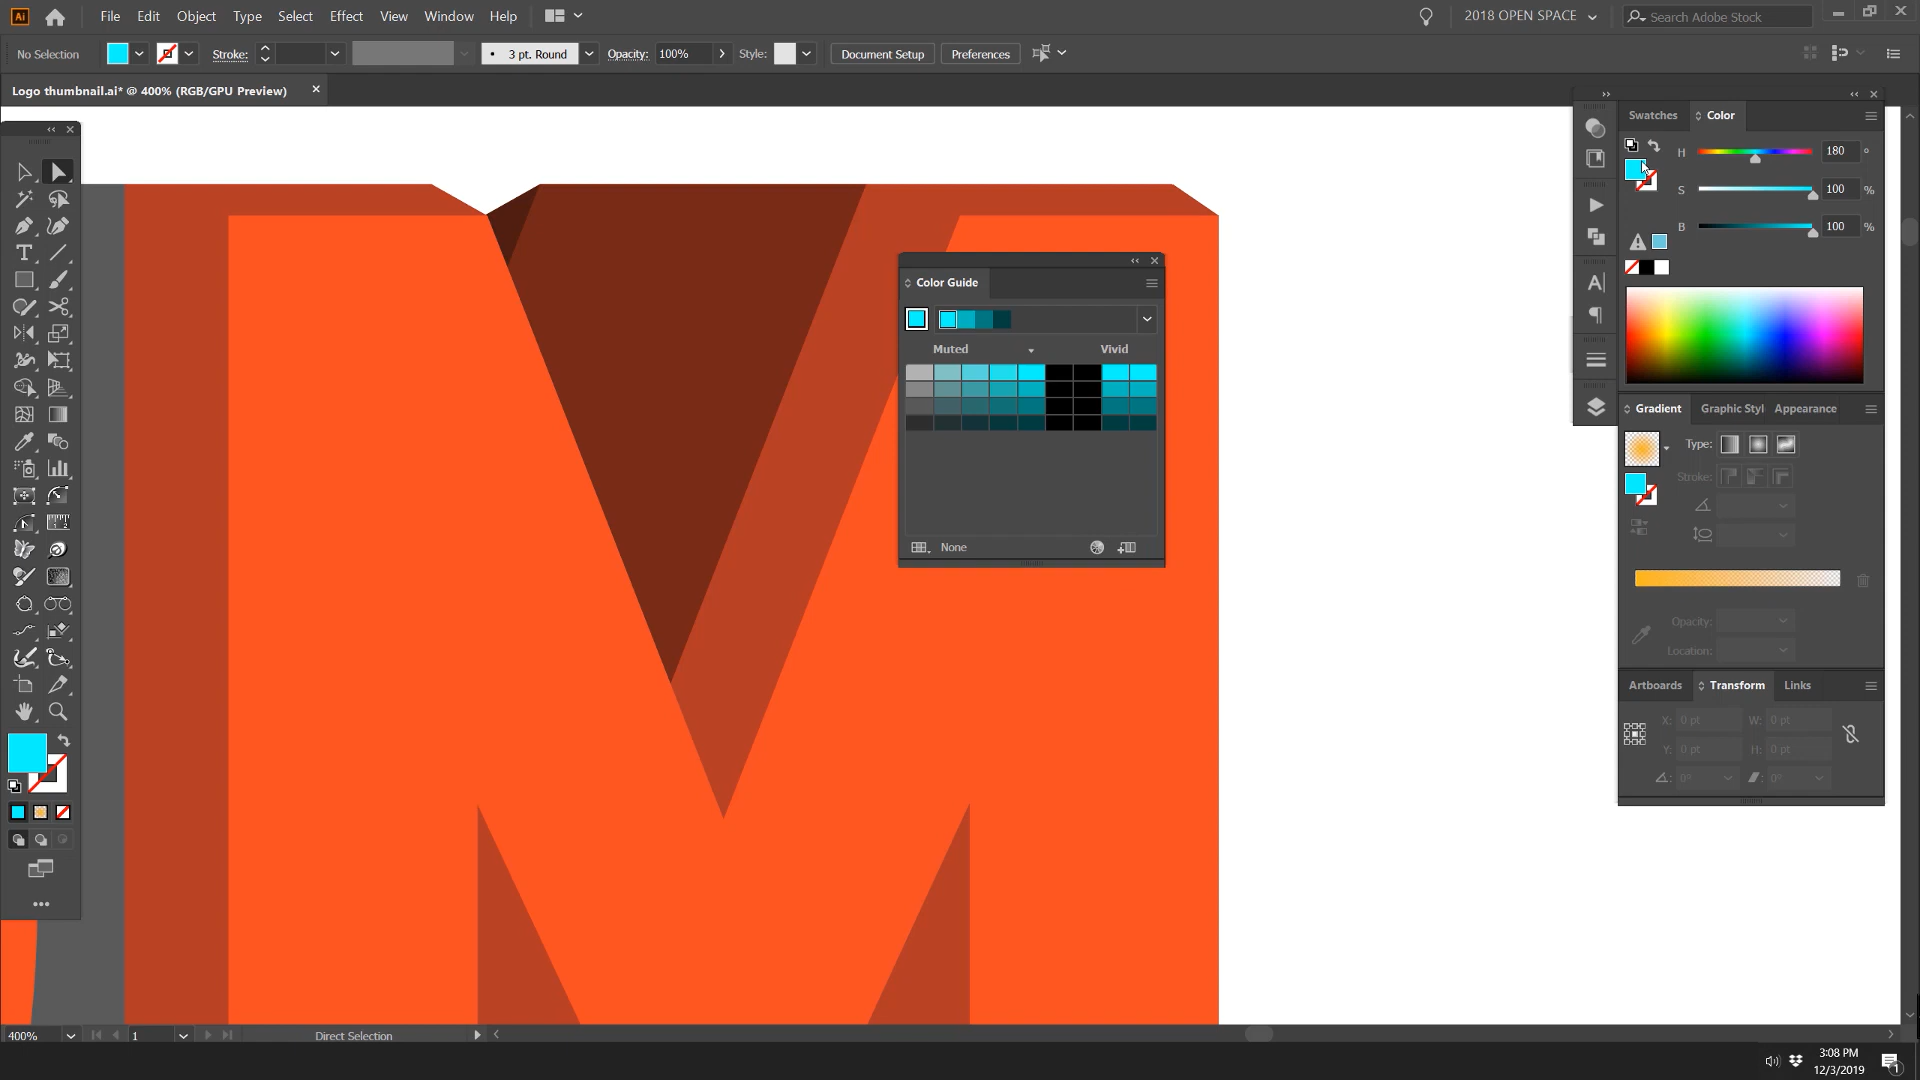 Ai File Edit Object Type Select Effect View Window Help 2018 OPEN SPACE Search Adobe Stock
No Selection Stroke: 3 pt. Round Opacity: 100% Style: Document Setup Preferences
Logo thumbnail.ai* @ 400% (RGB/GPU Preview)
Swatches Color
H 180 °
S 100 %
B 100 %
Color Guide
Muted Vivid
None
Gradient Graphic Styl Appearance
Type:
Stroke:
Opacity:
Location:
Artboards Transform Links
X: 0 pt W: 0 pt
Y: 0 pt H: 0 pt
0° 0°
400% 1 Direct Selection
3:08 PM
12/3/2019
1